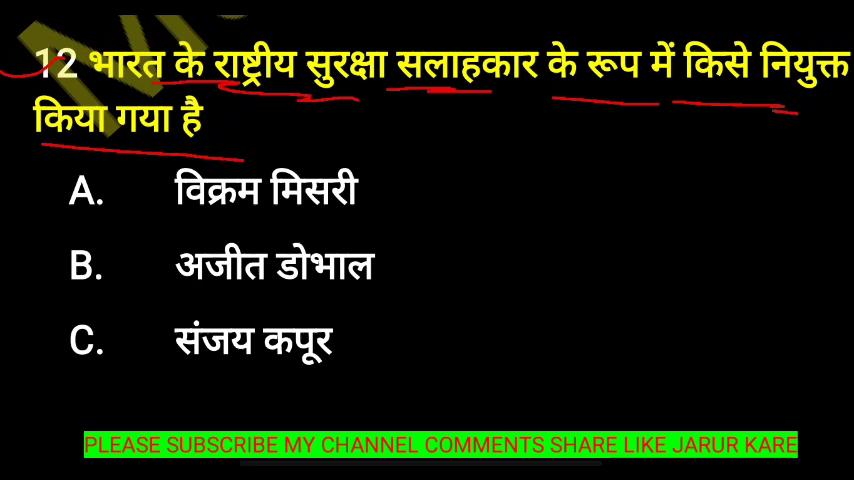 12 भारत के राष्ट्रीय सुरक्षा सलाहकार के रूप में किसे नियुक्त
किया गया है
A. विक्रम मिसरी
B. अजीत डोभाल
C. संजय कपूर
PLEASE SUBSCRIBE MY CHANNEL COMMENTS SHARE LIKE JARUR KARE